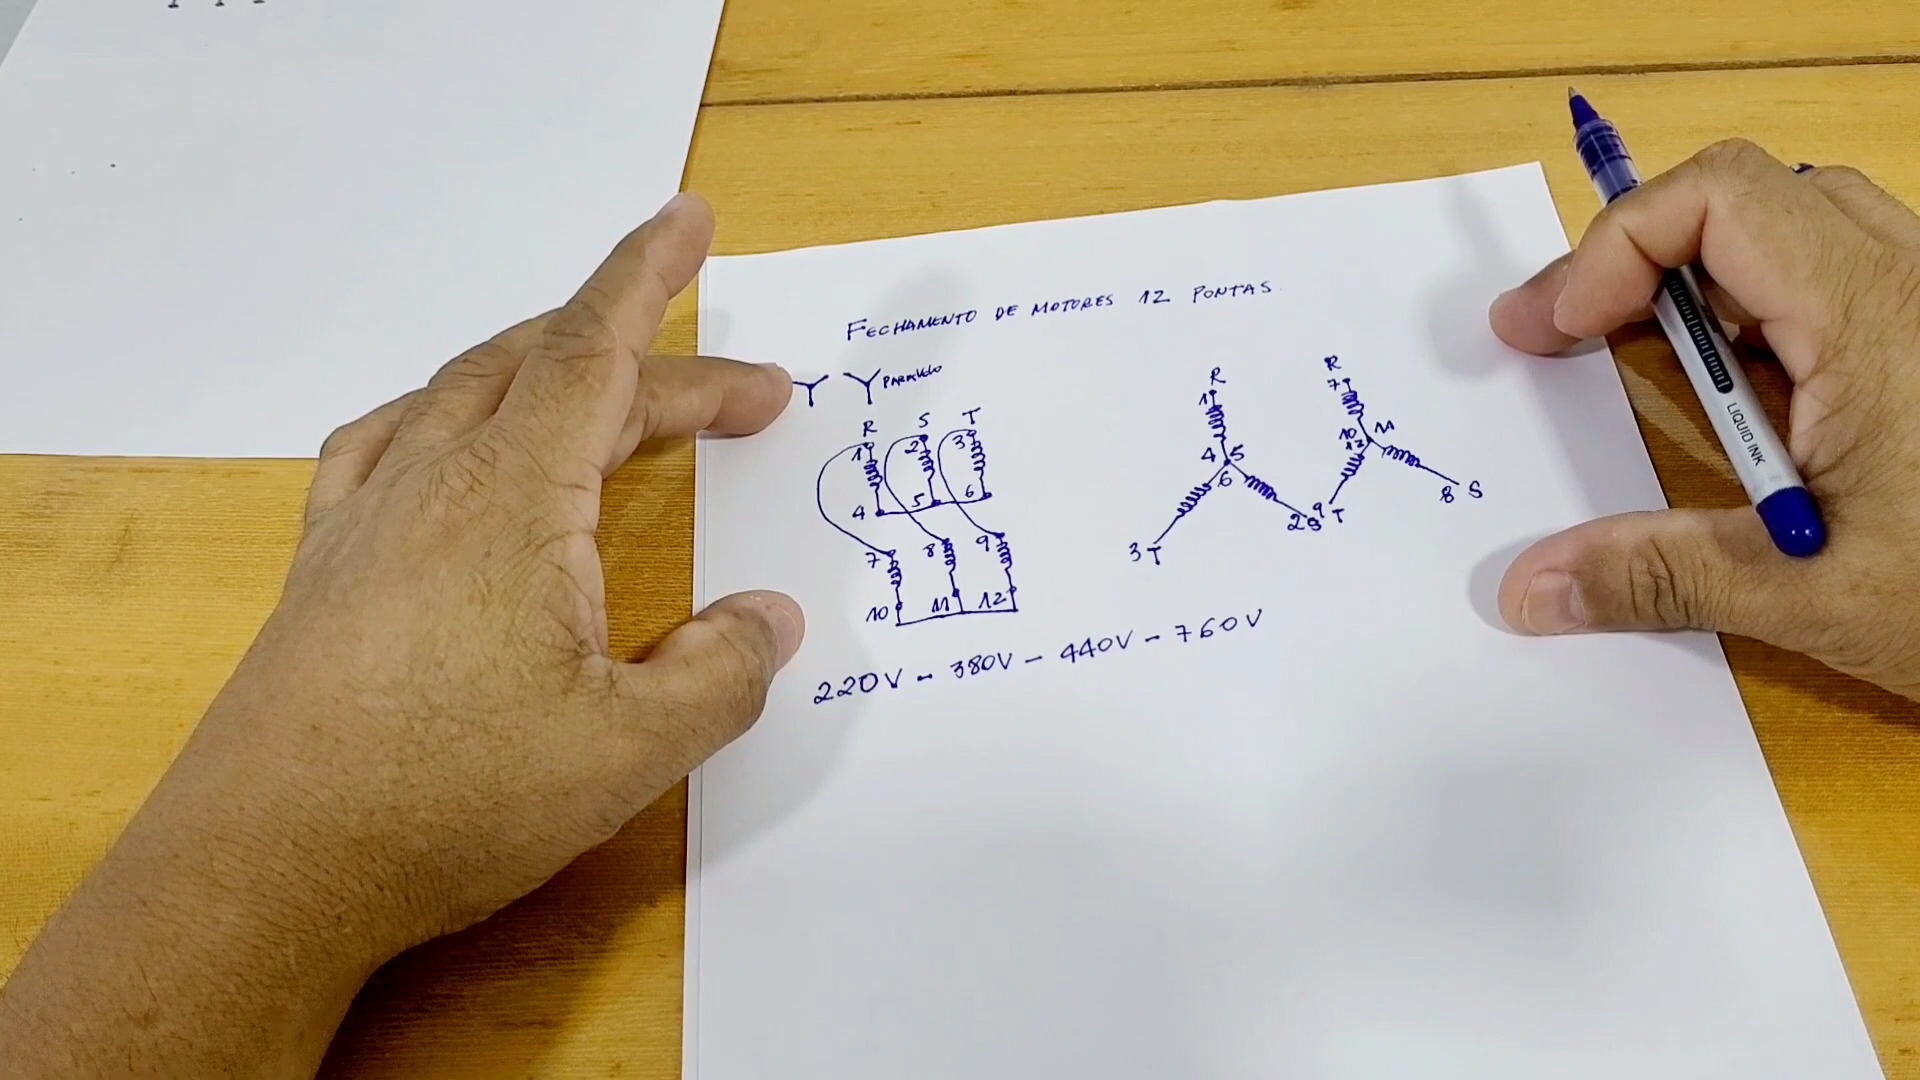 FECHAMENTO DE MOTORES 12 PONTAS.
PARALELO
R S T
1 2 3
4 5 6
7 8 9
10 11 12
R
1
4 5
6
3 T
2 S
R
7
10 11
12
9 T
8 S
220V - 380V - 440V - 760V
LIQUID INK